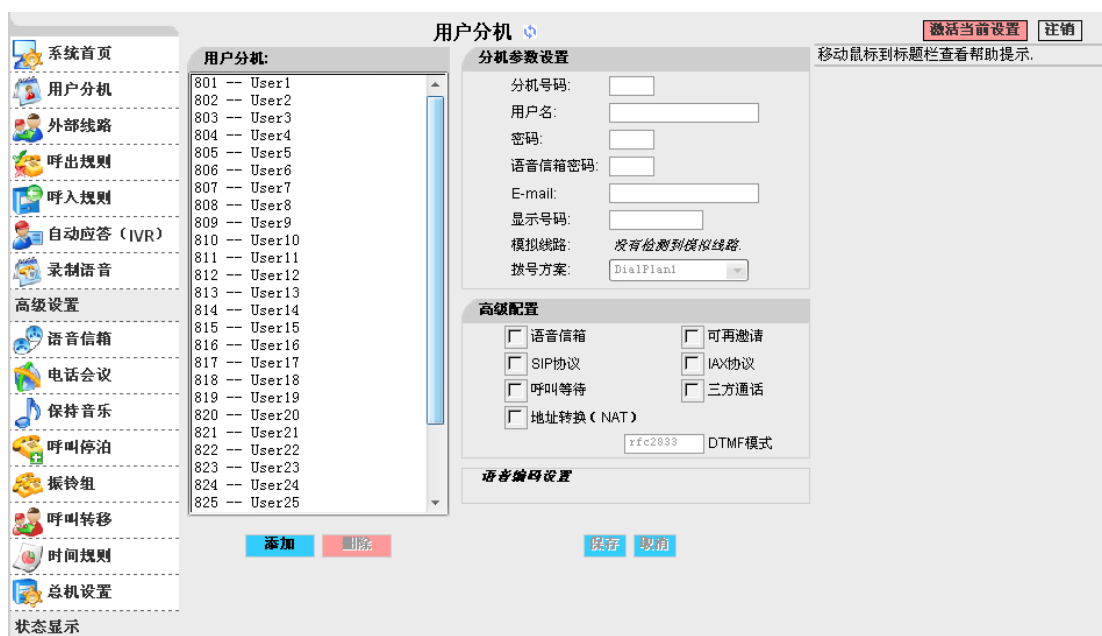 用户分机
激活当前设置
注销
系统首页
用户分机
外部线路
呼出规则
呼入规则
自动应答（IVR）
录制语音
高级设置
语音信箱
电话会议
保持音乐
呼叫停泊
振铃组
呼叫转移
时间规则
总机设置
状态显示
用户分机:
801 -- User1
802 -- User2
803 -- User3
804 -- User4
805 -- User5
806 -- User6
807 -- User7
808 -- User8
809 -- User9
810 -- User10
811 -- User11
812 -- User12
813 -- User13
814 -- User14
815 -- User15
816 -- User16
817 -- User17
818 -- User18
819 -- User19
820 -- User20
821 -- User21
822 -- User22
823 -- User23
824 -- User24
825 -- User25
添加
删除
分机参数设置
分机号码:
用户名:
密码:
语音信箱密码:
E-mail:
显示号码:
模拟线路: 没有检测到模拟线路.
拨号方案: DialPlan1
高级配置
语音信箱 可再邀请
SIP协议 IAX协议
呼叫等待 三方通话
地址转换（NAT）
rfc2833 DTMF模式
语音编码设置
保存
取消
移动鼠标到标题栏查看帮助提示.